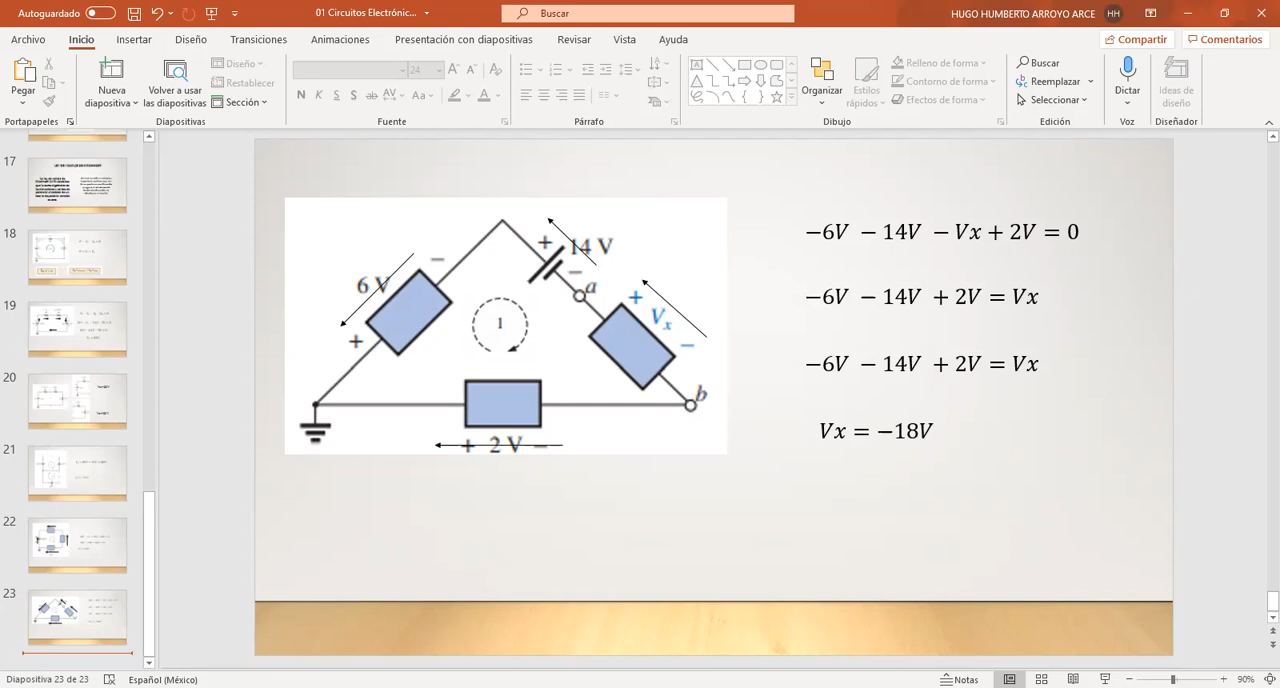 Autoguardado
01 Circuitos Electrónic...
Buscar
HUGO HUMBERTO ARROYO ARCE
HH
Archivo
Inicio
Insertar
Diseño
Transiciones
Animaciones
Presentación con diapositivas
Revisar
Vista
Ayuda
Compartir
Comentarios
Pegar
Nueva diapositiva
Volver a usar las diapositivas
Diseño
Restablecer
Sección
24
N K S S ab AV Aa A
Organizar
Estilos rápidos
Relleno de forma
Contorno de forma
Efectos de forma
Buscar
Reemplazar
Seleccionar
Dictar
Ideas de diseño
Portapapeles
Diapositivas
Fuente
Párrafo
Dibujo
Edición
Voz
Diseñador
17
18
19
20
21
22
23
6 V
− +
+ 14 V −
a
+ Vx −
1
b
+ 2 V −
−6V − 14V − Vx + 2V = 0
−6V − 14V + 2V = Vx
−6V − 14V + 2V = Vx
Vx = −18V
Diapositiva 23 de 23
Español (México)
Notas
90%